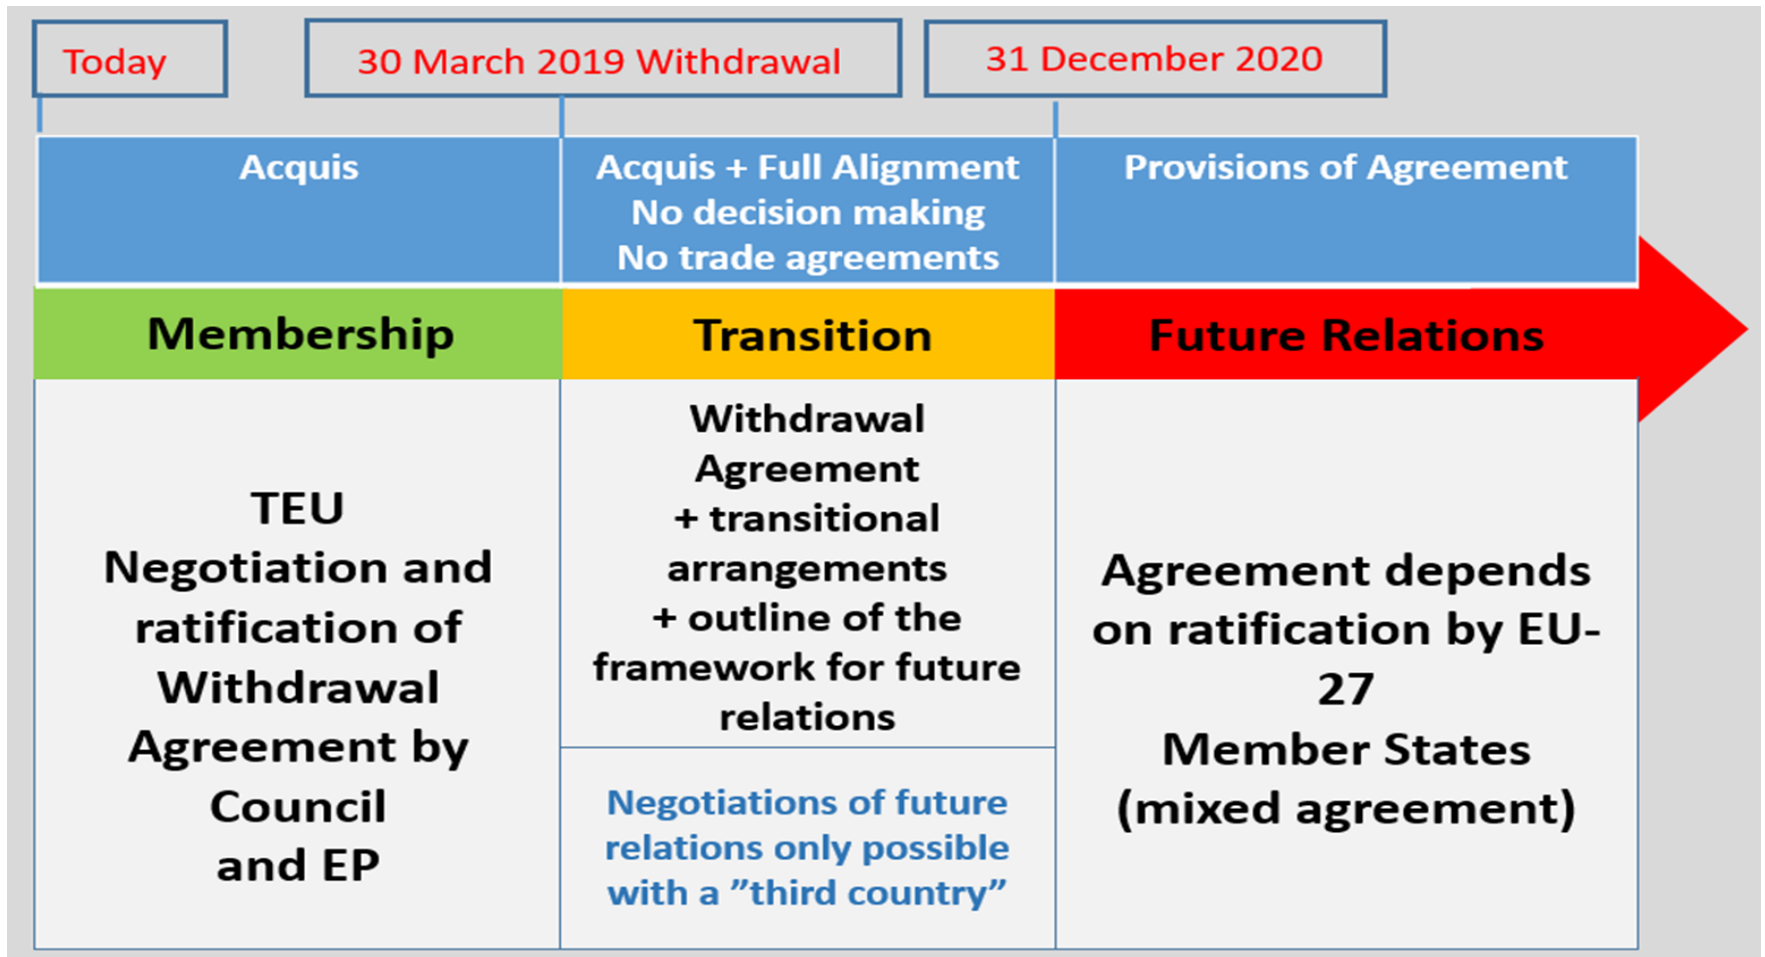 Today
30 March 2019 Withdrawal
31 December 2020
Acquis
Acquis + Full Alignment
No decision making
No trade agreements
Provisions of Agreement
Membership
Transition
Future Relations
TEU
Negotiation and
ratification of
Withdrawal
Agreement by
Council
and EP
Withdrawal
Agreement
+ transitional
arrangements
+ outline of the
framework for future
relations
Negotiations of future
relations only possible
with a ”third country”
Agreement depends
on ratification by EU-
27
Member States
(mixed agreement)